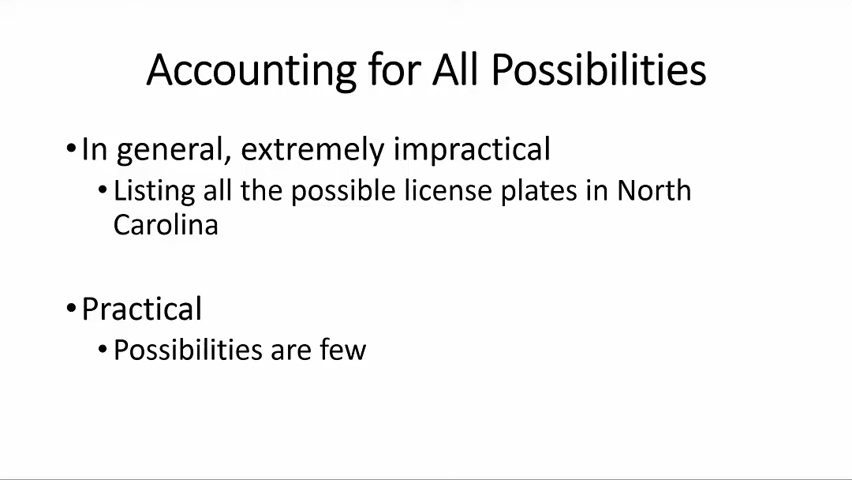 Accounting for All Possibilities
•In general, extremely impractical
•Listing all the possible license plates in North
Carolina
•Practical
•Possibilities are few